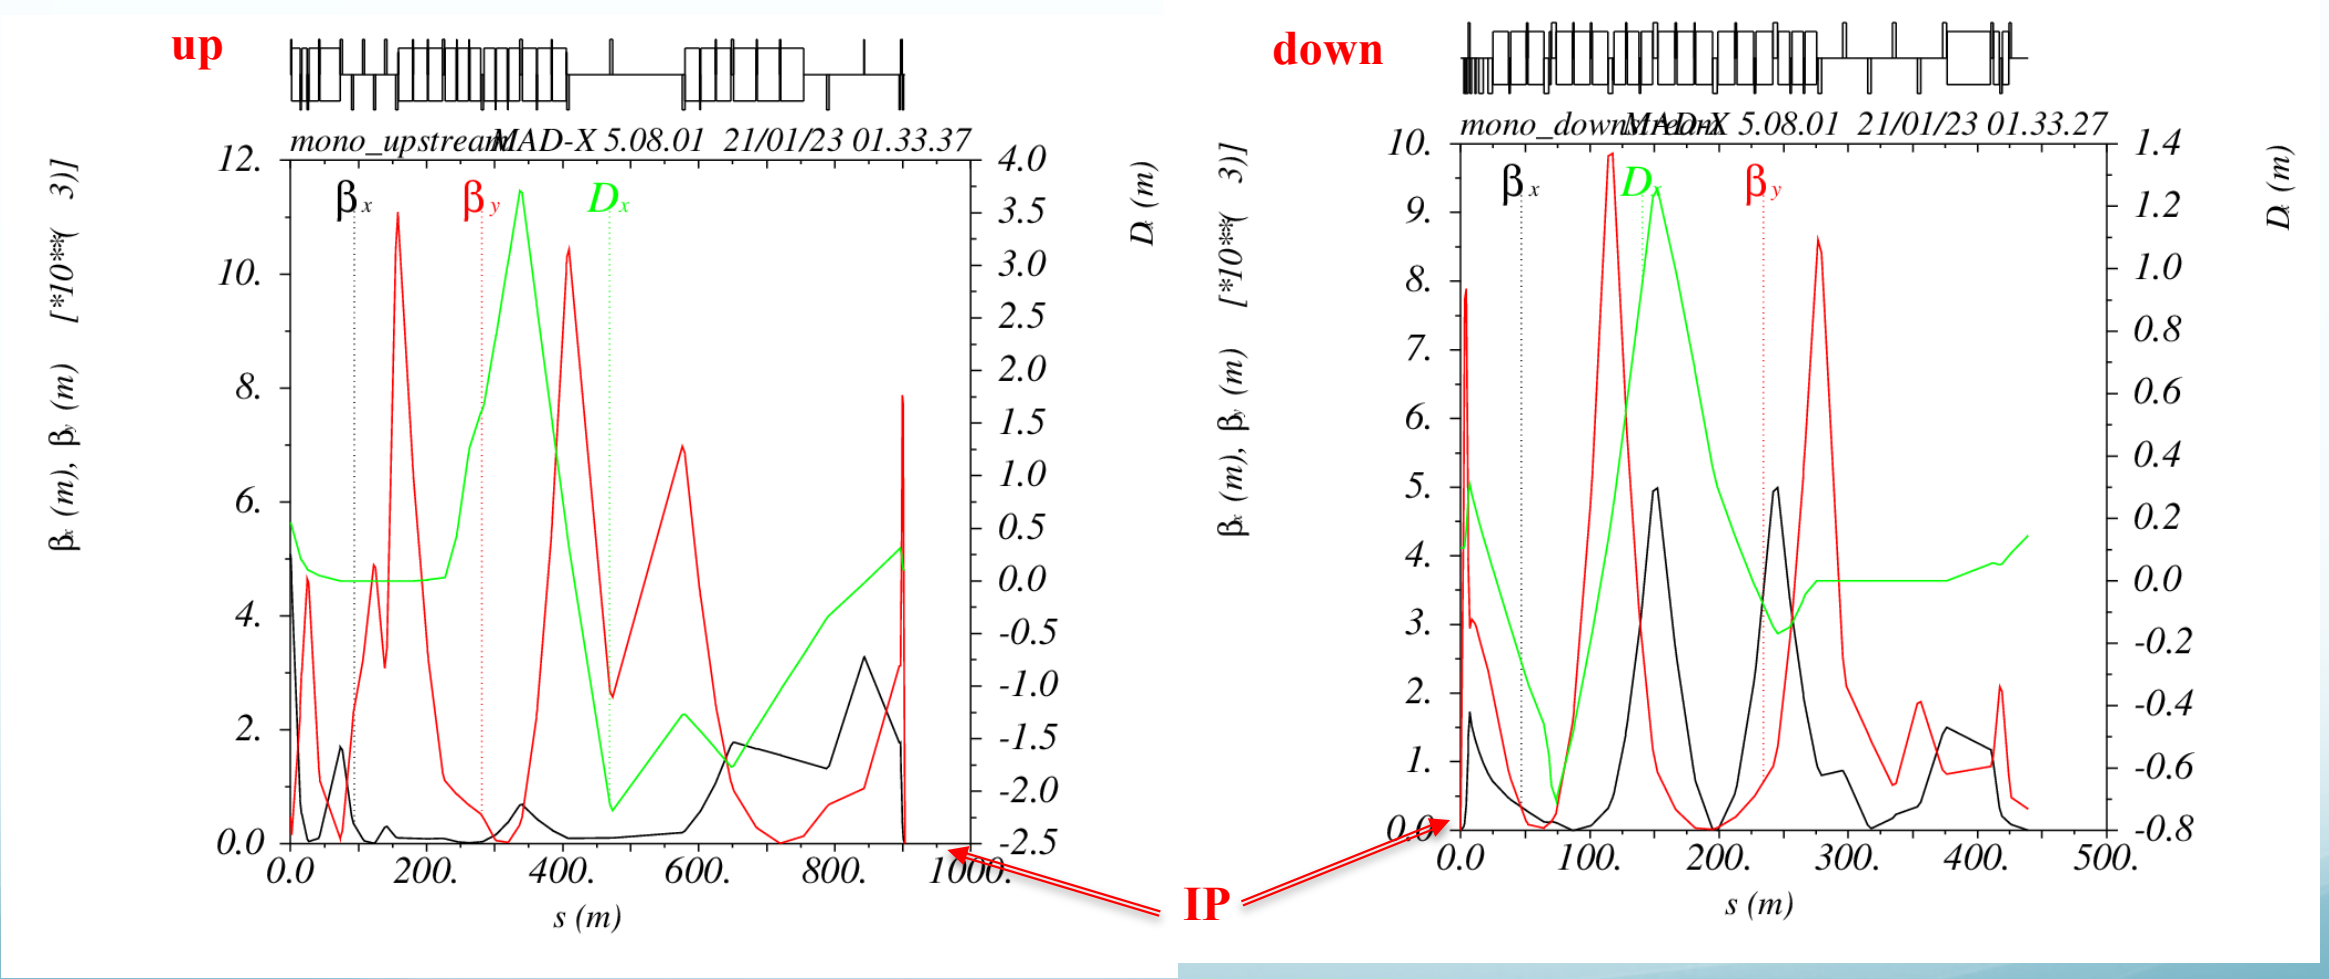 up
mono_upstream MAD-X 5.08.01 21/01/23 01.33.37
βx (m), βy (m) [*10**( 3)]
12.
10.
8.
6.
4.
2.
0.0
βx
βy
Dx
4.0
3.5
3.0
2.5
2.0
1.5
1.0
0.5
0.0
-0.5
-1.0
-1.5
-2.0
-2.5
Dx (m)
0.0 200. 400. 600. 800. 1000.
s (m)
down
mono_downstream MAD-X 5.08.01 21/01/23 01.33.27
βx (m), βy (m) [*10**( 3)]
10.
9.
8.
7.
6.
5.
4.
3.
2.
1.
0.0
βx
Dx
βy
1.4
1.2
1.0
0.8
0.6
0.4
0.2
0.0
-0.2
-0.4
-0.6
-0.8
Dx (m)
0.0 100. 200. 300. 400. 500.
s (m)
IP